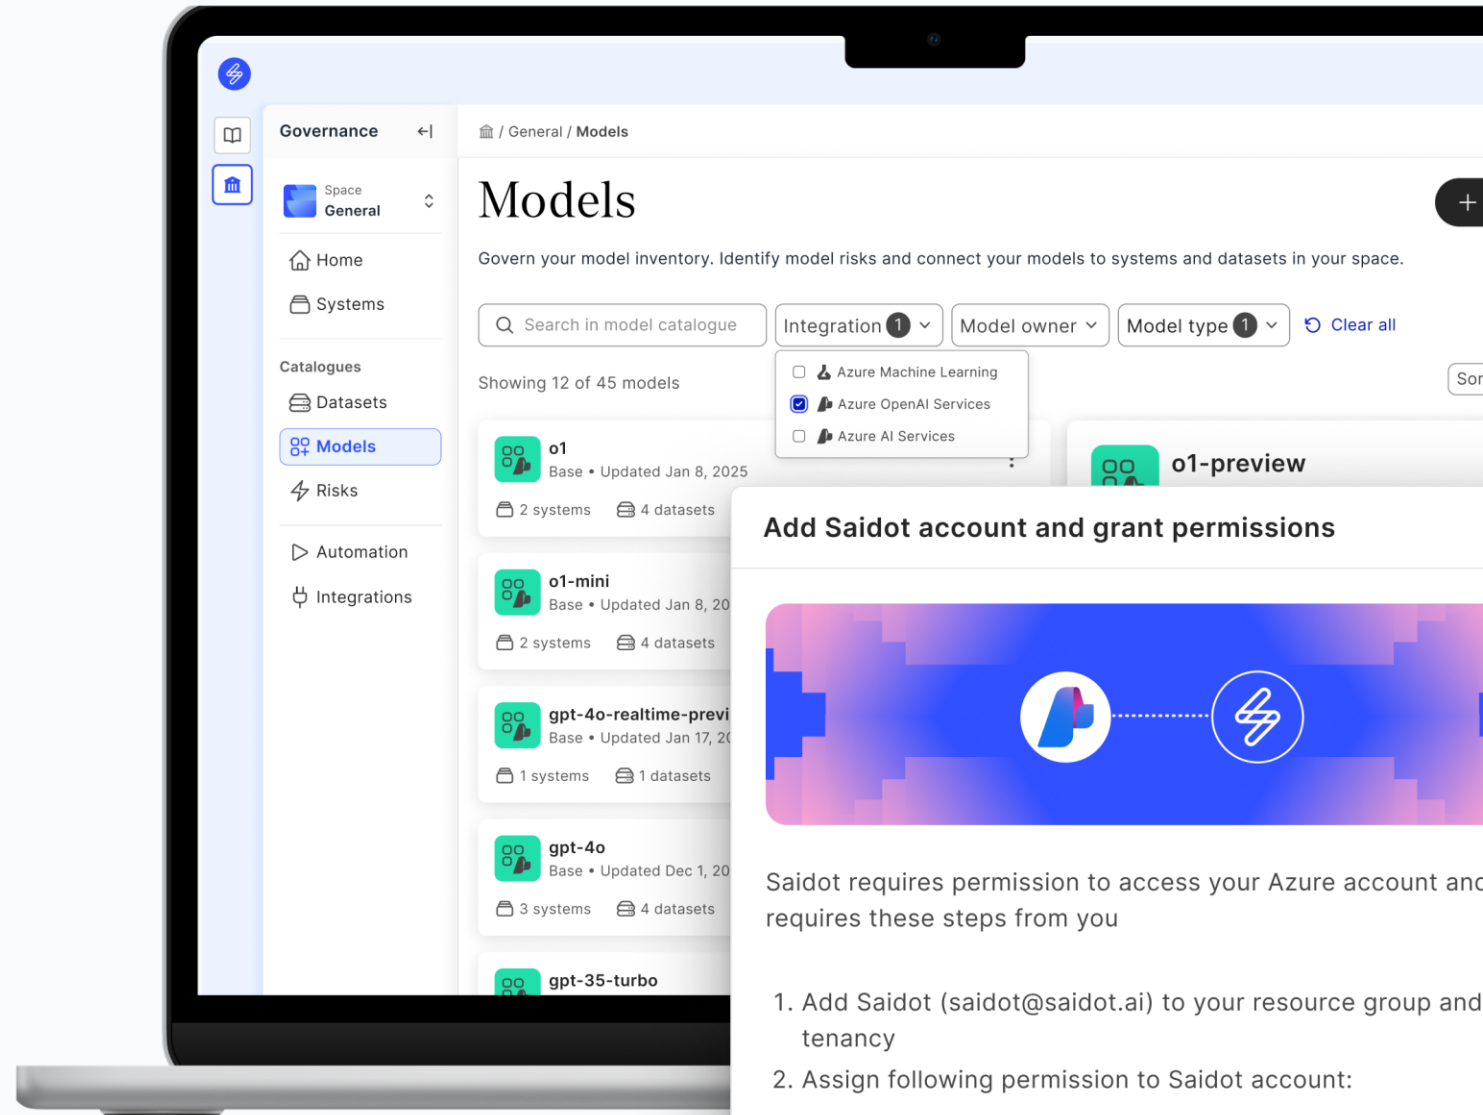 Governance
/ General / Models
Space
General
Home
Systems
Catalogues
Datasets
Models
Risks
Automation
Integrations
Models
Govern your model inventory. Identify model risks and connect your models to systems and datasets in your space.
Search in model catalogue
Integration 1
Model owner
Model type 1
Clear all
Azure Machine Learning
Azure OpenAI Services
Azure AI Services
Showing 12 of 45 models
o1
Base • Updated Jan 8, 2025
2 systems 4 datasets
o1-preview
o1-mini
Base • Updated Jan 8, 20
2 systems 4 datasets
gpt-4o-realtime-previ
Base • Updated Jan 17, 20
1 systems 1 datasets
gpt-4o
Base • Updated Dec 1, 20
3 systems 4 datasets
gpt-35-turbo
Add Saidot account and grant permissions
Saidot requires permission to access your Azure account and
requires these steps from you
1. Add Saidot (saidot@saidot.ai) to your resource group and
tenancy
2. Assign following permission to Saidot account: